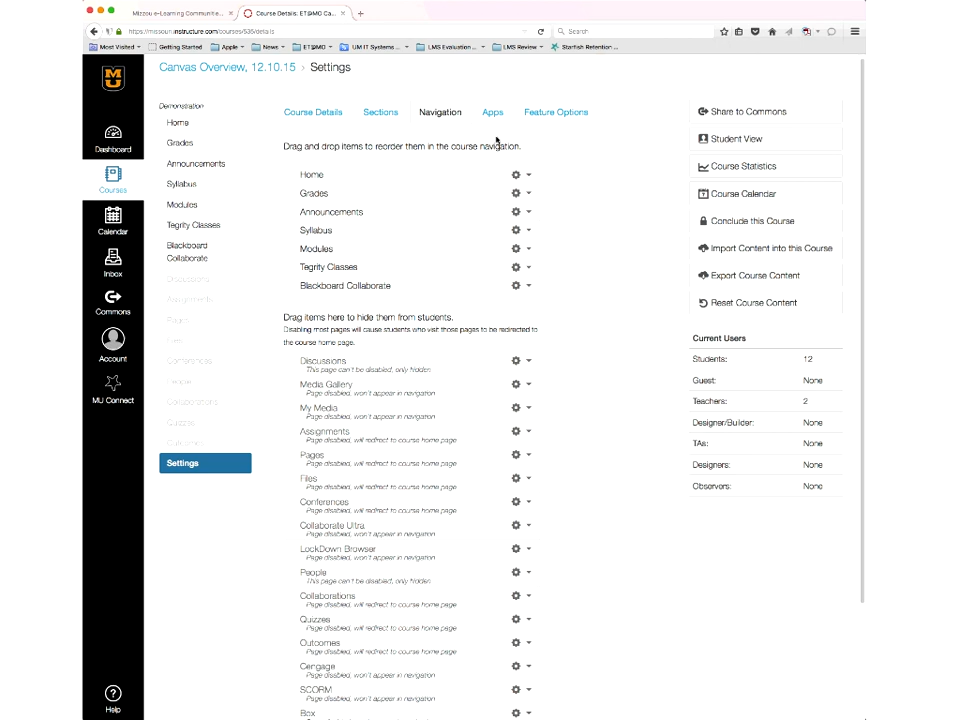 Mizzou e-Learning Communitie...
Course Details: ET@MO Ca...
https://missouri.instructure.com/courses/535/details
Search
Most Visited
Getting Started
Apple
News
ET@MO
UM IT Systems ...
LMS Evaluation...
LMS Review
Starfish Retention ...
Canvas Overview, 12.10.15 › Settings
Dashboard
Courses
Calendar
Inbox
Commons
Account
MU Connect
Help
Demonstration
Home
Grades
Announcements
Syllabus
Modules
Tegrity Classes
Blackboard
Collaborate
Discussions
Assignments
Pages
Files
Conferences
People
Collaborations
Quizzes
Outcomes
Settings
Course Details
Sections
Navigation
Apps
Feature Options
Drag and drop items to reorder them in the course navigation.
Home
Grades
Announcements
Syllabus
Modules
Tegrity Classes
Blackboard Collaborate
Drag items here to hide them from students.
Disabling most pages will cause students who visit those pages to be redirected to
the course home page.
Discussions
This page can't be disabled, only hidden
Media Gallery
Page disabled, won't appear in navigation
My Media
Page disabled, won't appear in navigation
Assignments
Page disabled, will redirect to course home page
Pages
Page disabled, will redirect to course home page
Files
Page disabled, will redirect to course home page
Conferences
Page disabled, will redirect to course home page
Collaborate Ultra
Page disabled, won't appear in navigation
LockDown Browser
Page disabled, won't appear in navigation
People
This page can't be disabled, only hidden
Collaborations
Page disabled, will redirect to course home page
Quizzes
Page disabled, will redirect to course home page
Outcomes
Page disabled, will redirect to course home page
Cengage
Page disabled, won't appear in navigation
SCORM
Page disabled, won't appear in navigation
Box
Share to Commons
Student View
Course Statistics
Course Calendar
Conclude this Course
Import Content into this Course
Export Course Content
Reset Course Content
Current Users
Students: 12
Guest: None
Teachers: 2
Designer/Builder: None
TAs: None
Designers: None
Observers: None